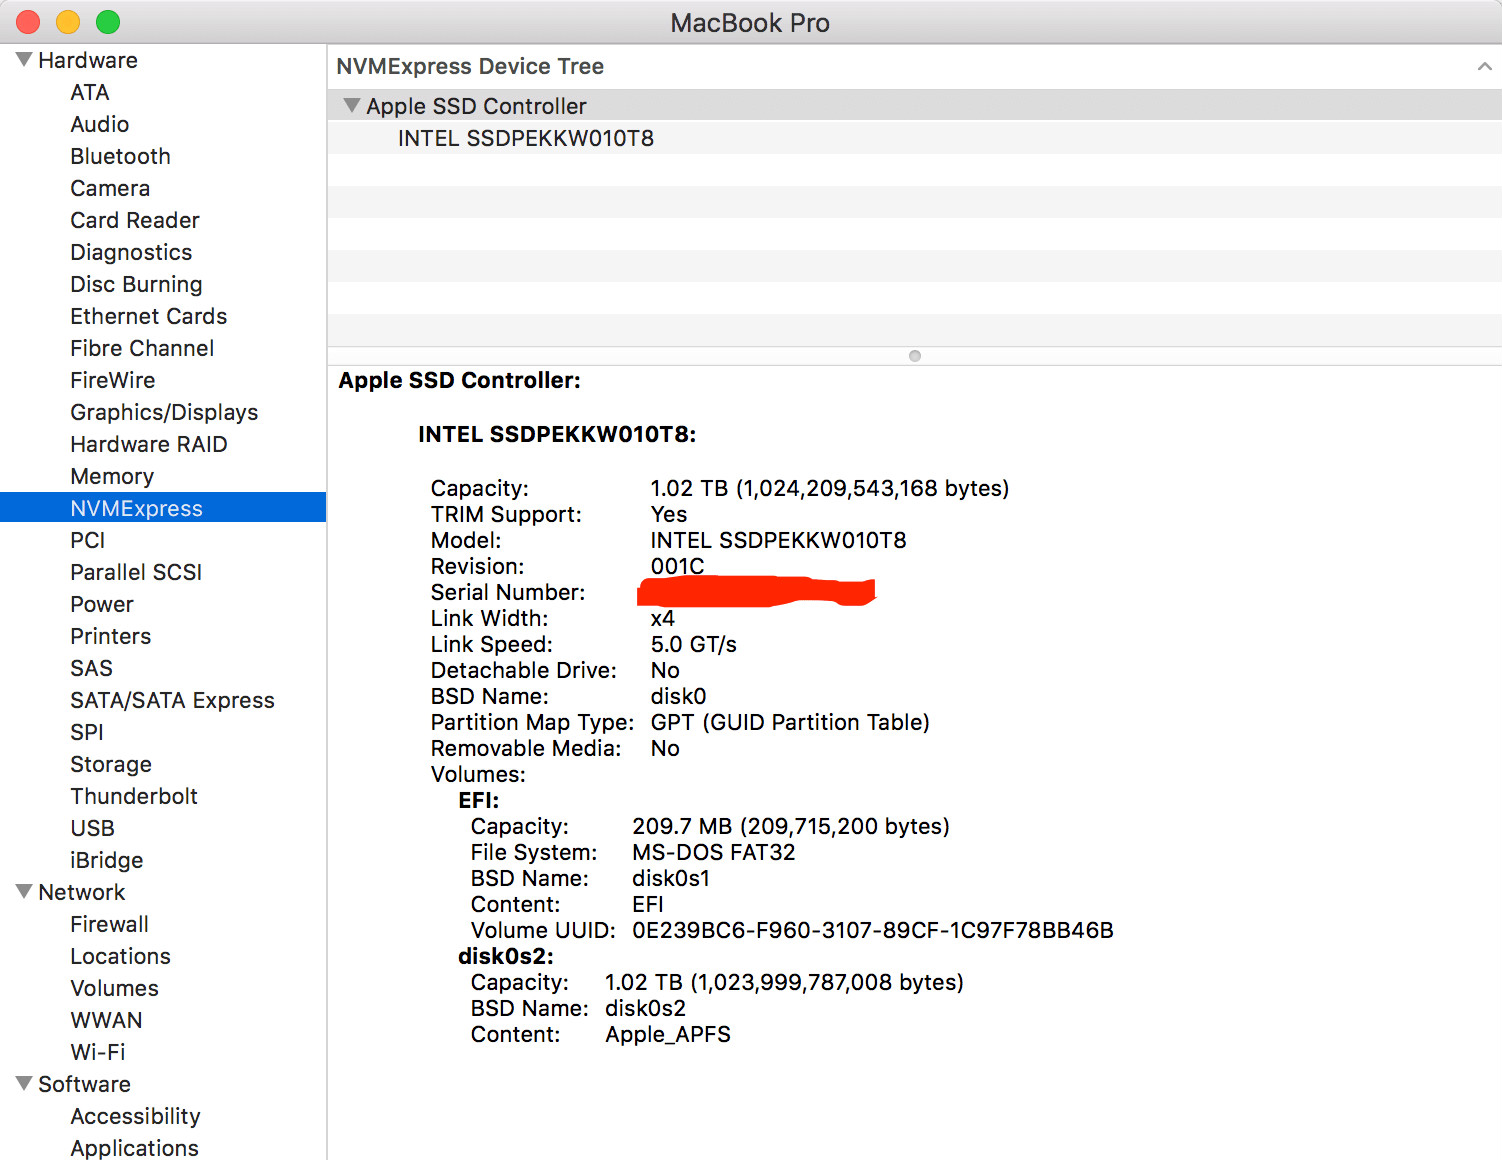 MacBook Pro
Hardware
ATA
Audio
Bluetooth
Camera
Card Reader
Diagnostics
Disc Burning
Ethernet Cards
Fibre Channel
FireWire
Graphics/Displays
Hardware RAID
Memory
NVMExpress
PCI
Parallel SCSI
Power
Printers
SAS
SATA/SATA Express
SPI
Storage
Thunderbolt
USB
iBridge
Network
Firewall
Locations
Volumes
WWAN
Wi-Fi
Software
Accessibility
Applications
NVMExpress Device Tree
Apple SSD Controller
INTEL SSDPEKKW010T8
Apple SSD Controller:
INTEL SSDPEKKW010T8:
Capacity: 1.02 TB (1,024,209,543,168 bytes)
TRIM Support: Yes
Model: INTEL SSDPEKKW010T8
Revision: 001C
Serial Number:
Link Width: x4
Link Speed: 5.0 GT/s
Detachable Drive: No
BSD Name: disk0
Partition Map Type: GPT (GUID Partition Table)
Removable Media: No
Volumes:
EFI:
Capacity: 209.7 MB (209,715,200 bytes)
File System: MS-DOS FAT32
BSD Name: disk0s1
Content: EFI
Volume UUID: 0E239BC6-F960-3107-89CF-1C97F78BB46B
disk0s2:
Capacity: 1.02 TB (1,023,999,787,008 bytes)
BSD Name: disk0s2
Content: Apple_APFS